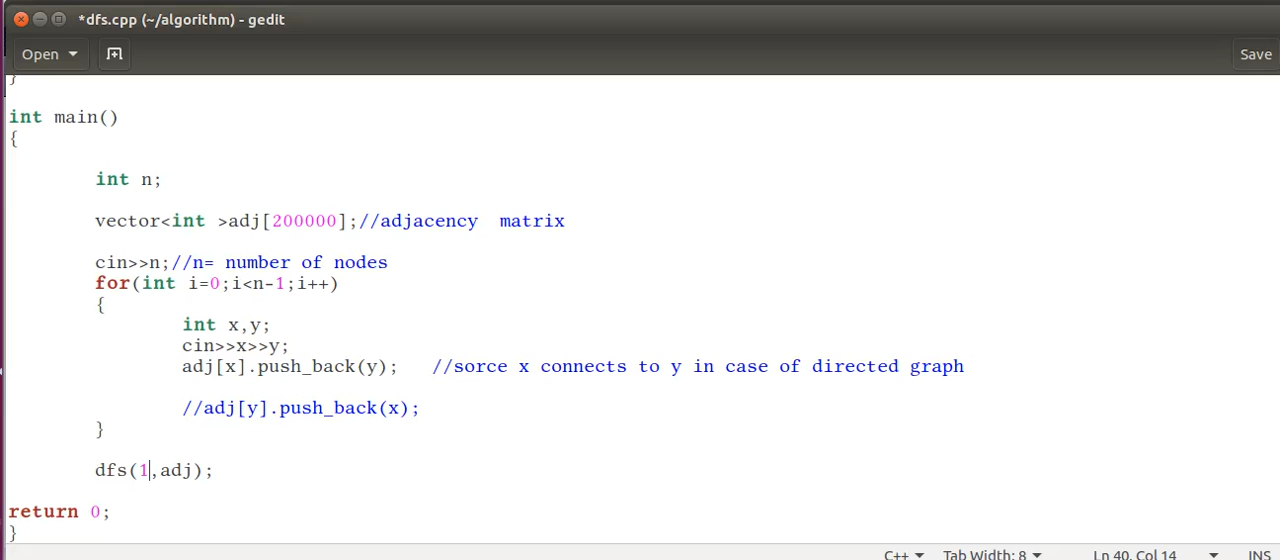 *dfs.cpp (~/algorithm) - gedit
Open Save
}
int main()
{
int n;
vector<int >adj[200000];//adjacency  matrix
cin>>n;//n= number of nodes
for(int i=0;i<n-1;i++)
{
int x,y;
cin>>x>>y;
adj[x].push_back(y);   //sorce x connects to y in case of directed graph
//adj[y].push_back(x);
}
dfs(1,adj);
return 0;
}
C++ Tab Width: 8 Ln 40, Col 14 INS